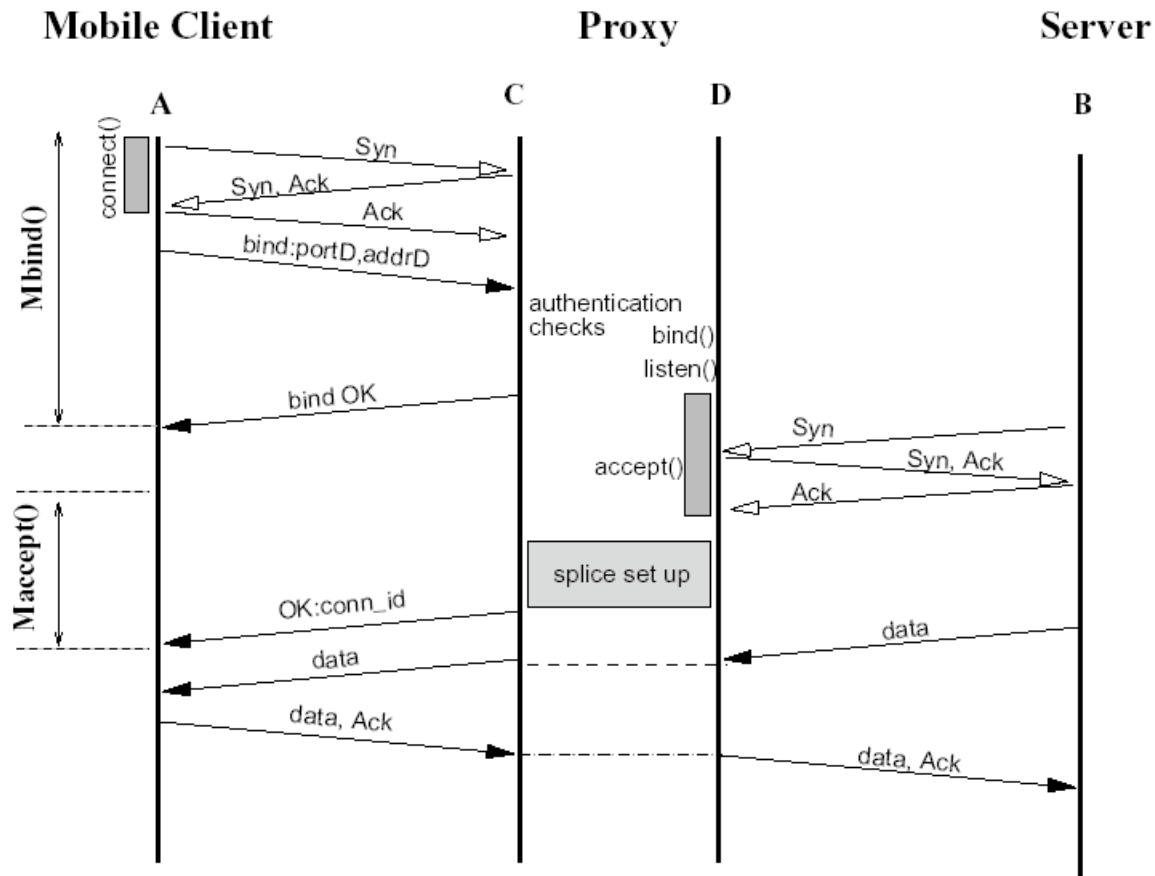 Mobile Client
Proxy
Server
A
C
D
B
connect()
Mbind()
Syn
Syn, Ack
Ack
bind:portD,addrD
authentication
checks
bind()
listen()
bind OK
Syn
accept()
Syn, Ack
Ack
Maccept()
splice set up
OK:conn_id
data
data
data, Ack
data, Ack